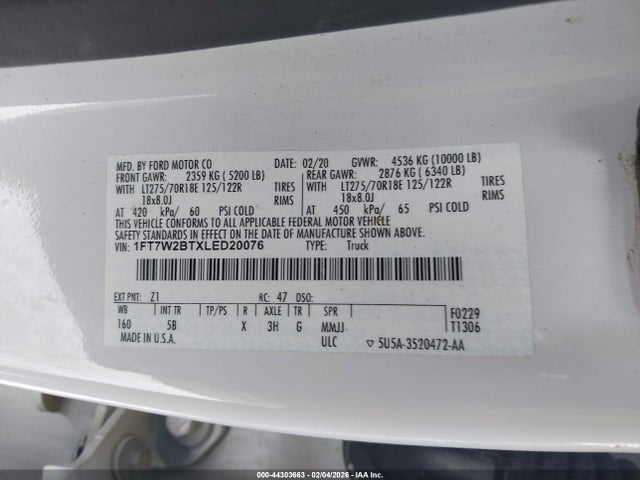 MFD. BY FORD MOTOR CO 02/20 GVWR: 4536 KG (10000 LB)
FRONT GAWR: 2359 KG ( 5200 LB) REAR GAWR: 2876 KG ( 6340 LB)
WITH LT275/70R18E 125/122R TIRES WITH LT275/70R18E 125/122R TIRES
18x8.0J RIMS 18x8.0J RIMS
AT 420 kPa/ 60 PSI COLD AT 450 kPa/ 65 PSI COLD
THIS VEHICLE CONFORMS TO ALL APPLICABLE FEDERAL MOTOR VEHICLE
SAFETY STANDARDS IN EFFECT ON THE DATE OF MANUFACTURE SHOWN ABOVE.
VIN: 1FT7W2BTXLED20076 TYPE: Truck
EXT PNT: Z1 RC: 47 DSO:
WB INT TR TP/PS R AXLE TR SPR F0229
160 5B X 3H G MMJJ T1306
MADE IN U.S.A. ULC ▽ 5U5A-3520472-AA
000-44303663 - 02/04/2026 - IAA Inc.